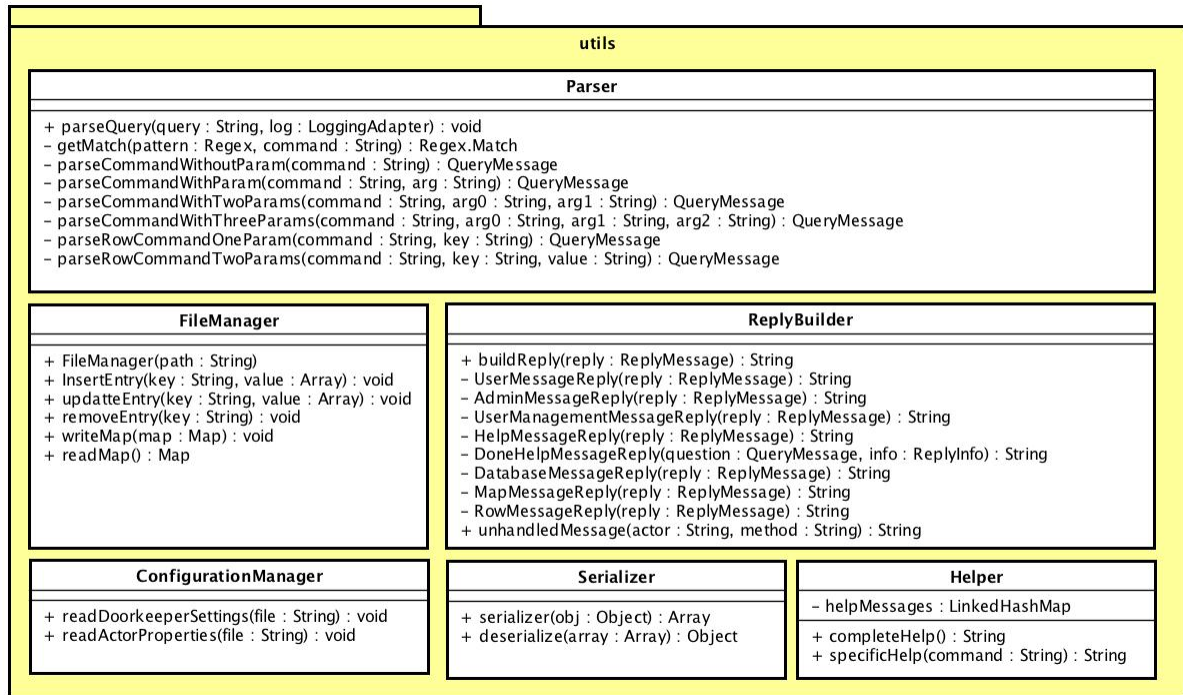 utils
Parser
+ parseQuery(query : String, log : LoggingAdapter) : void
- getMatch(pattern : Regex, command : String) : Regex.Match
- parseCommandWithoutParam(command : String) : QueryMessage
- parseCommandWithParam(command : String, arg : String) : QueryMessage
- parseCommandWithTwoParams(command : String, arg0 : String, arg1 : String) : QueryMessage
- parseCommandWithThreeParams(command : String, arg0 : String, arg1 : String, arg2 : String) : QueryMessage
- parseRowCommandOneParam(command : String, key : String) : QueryMessage
- parseRowCommandTwoParams(command : String, key : String, value : String) : QueryMessage
FileManager
+ FileManager(path : String)
+ InsertEntry(key : String, value : Array) : void
+ updatteEntry(key : String, value : Array) : void
+ removeEntry(key : String) : void
+ writeMap(map : Map) : void
+ readMap() : Map
ReplyBuilder
+ buildReply(reply : ReplyMessage) : String
- UserMessageReply(reply : ReplyMessage) : String
- AdminMessageReply(reply : ReplyMessage) : String
- UserManagementMessageReply(reply : ReplyMessage) : String
- HelpMessageReply(reply : ReplyMessage) : String
- DoneHelpMessageReply(question : QueryMessage, info : ReplyInfo) : String
- DatabaseMessageReply(reply : ReplyMessage) : String
- MapMessageReply(reply : ReplyMessage) : String
- RowMessageReply(reply : ReplyMessage) : String
+ unhandledMessage(actor : String, method : String) : String
ConfigurationManager
+ readDoorkeeperSettings(file : String) : void
+ readActorProperties(file : String) : void
Serializer
+ serializer(obj : Object) : Array
+ deserialize(array : Array) : Object
Helper
- helpMessages : LinkedHashMap
+ completeHelp() : String
+ specificHelp(command : String) : String